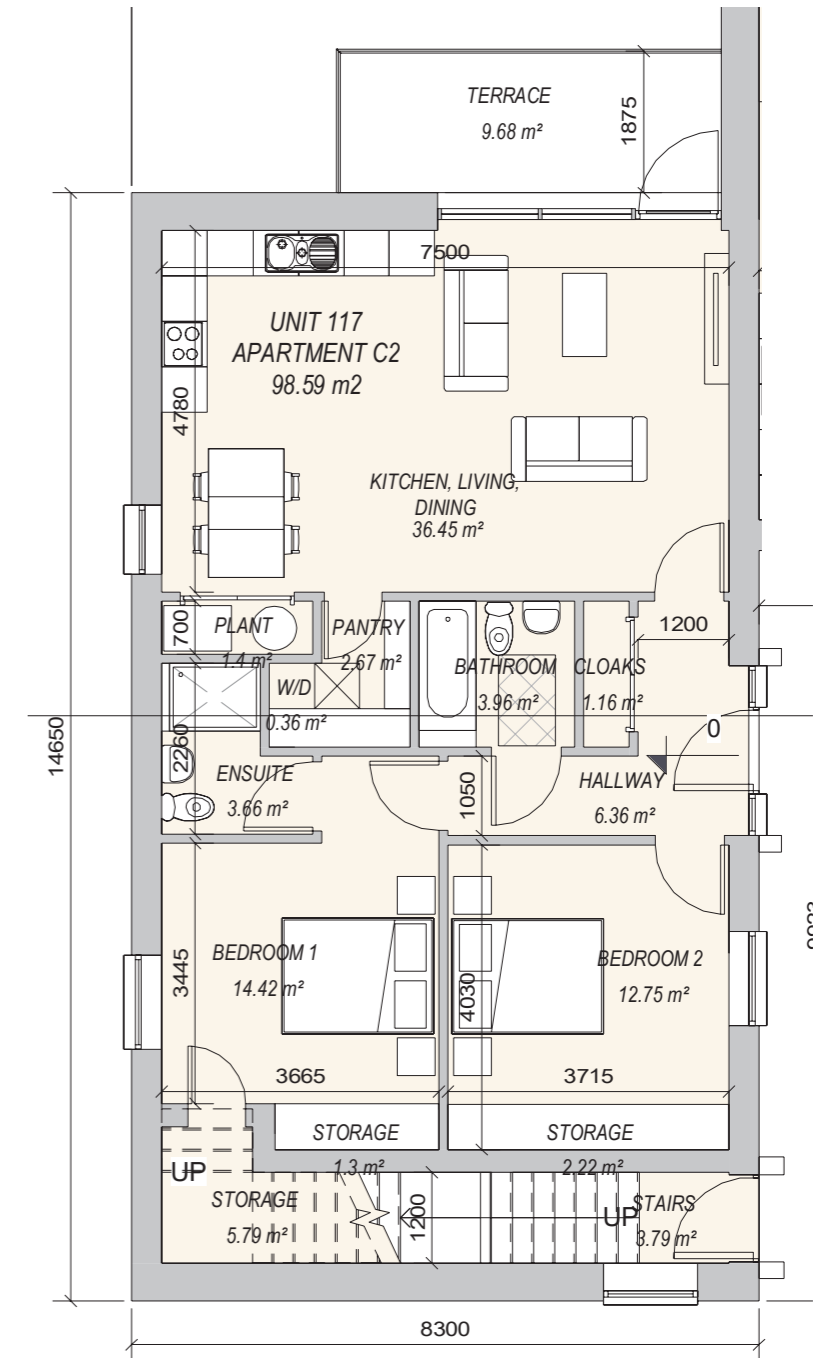 TERRACE
9.68 m²
1875
7500
UNIT 117
APARTMENT C2
98.59 m2
4780
KITCHEN, LIVING,
DINING
36.45 m²
700
PLANT
1.4 m²
PANTRY
2.67 m²
1200
W/D
0.36 m²
BATHROOM
3.96 m²
CLOAKS
1.16 m²
0
14650
2260
ENSUITE
3.66 m²
1050
HALLWAY
6.36 m²
3445
BEDROOM 1
14.42 m²
4030
BEDROOM 2
12.75 m²
3665
3715
STORAGE
1.3 m²
STORAGE
2.22 m²
UP
STORAGE
5.79 m²
1200
UP
STAIRS
3.79 m²
8300